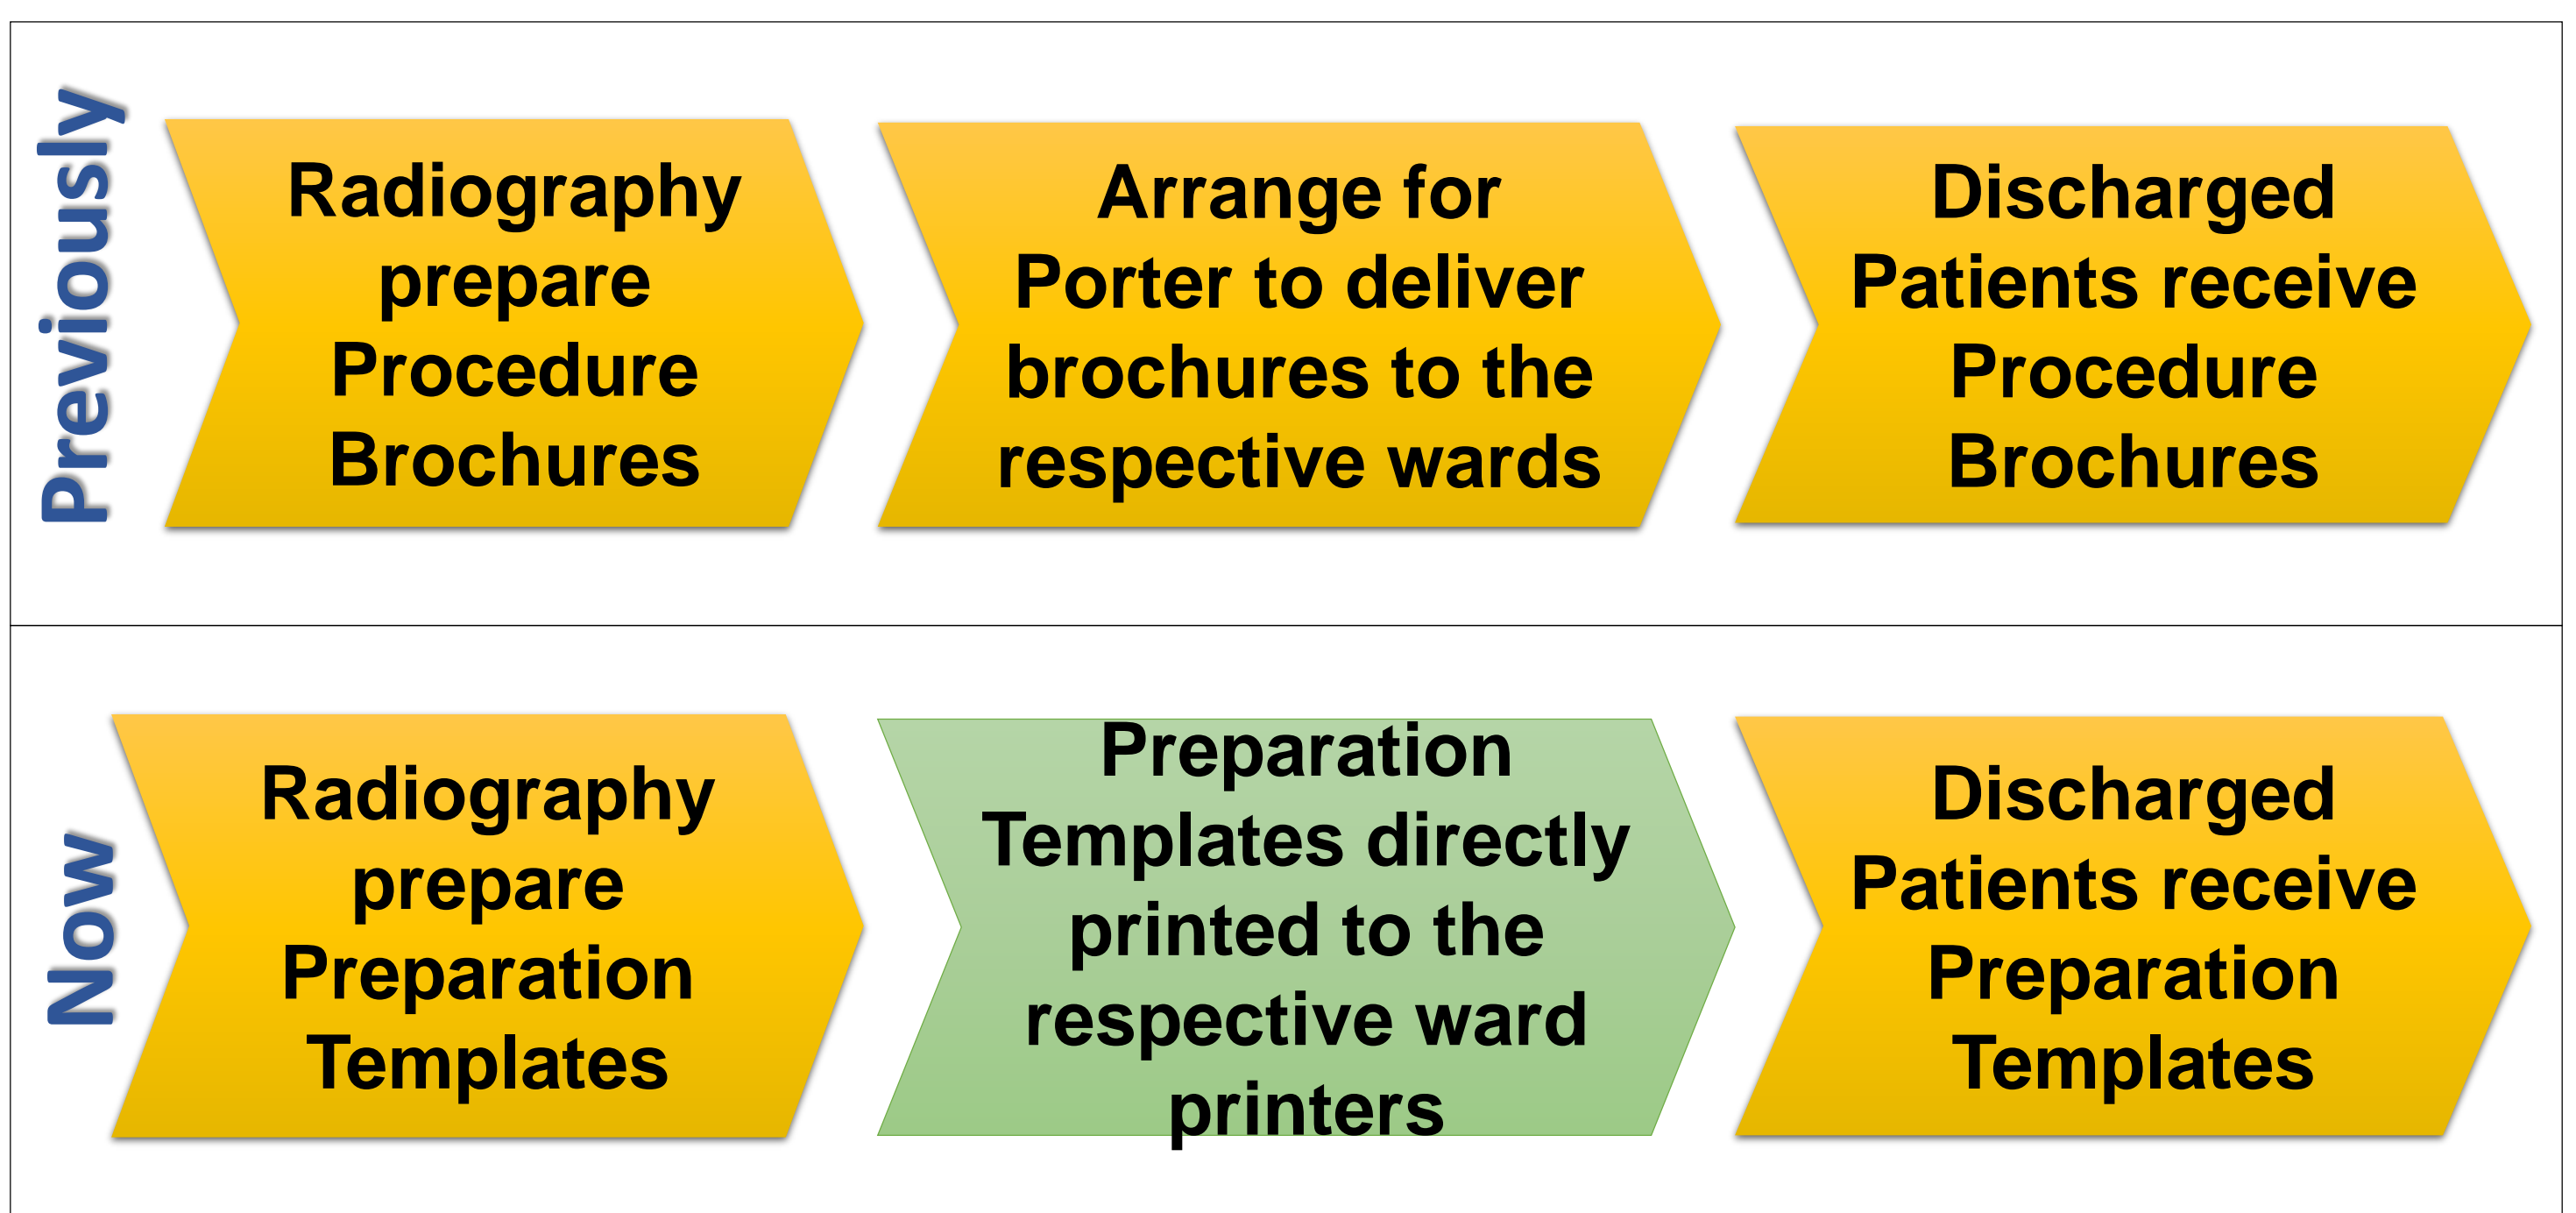 Previously
Radiography
prepare
Procedure
Brochures
Arrange for
Porter to deliver
brochures to the
respective wards
Discharged
Patients receive
Procedure
Brochures
Now
Radiography
prepare
Preparation
Templates
Preparation
Templates directly
printed to the
respective ward
printers
Discharged
Patients receive
Preparation
Templates